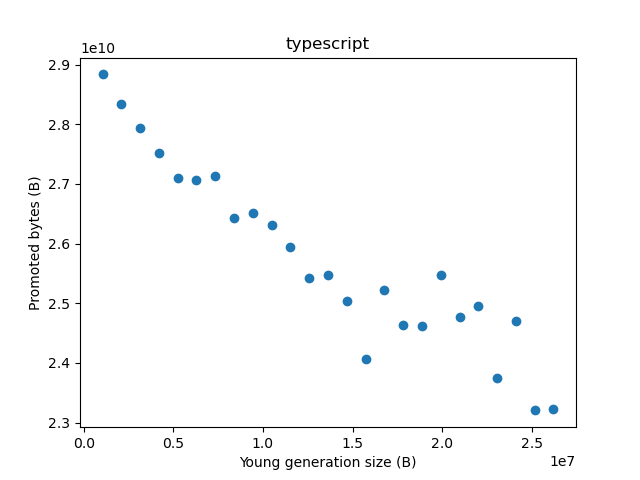 typescript
1e10
2.9
2.8
2.7
2.6
2.5
2.4
2.3
Promoted bytes (B)
0.0 0.5 1.0 1.5 2.0 2.5
Young generation size (B)
1e7